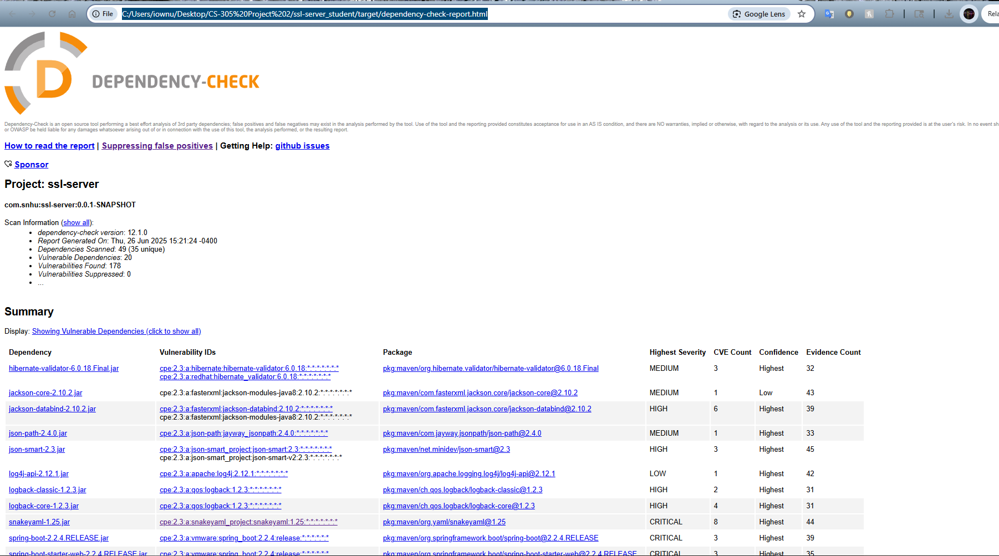 File C:/Users/iownu/Desktop/CS-305%20Project%202/ssl-server_student/target/dependency-check-report.html Google Lens Rela
D DEPENDENCY-CHECK
Dependency-Check is an open source tool performing a best effort analysis of 3rd party dependencies; false positives and false negatives may exist in the analysis performed by the tool. Use of the tool and the reporting provided constitutes acceptance for use in an AS IS condition, and there are NO warranties, implied or otherwise, with regard to the analysis or its use. Any use of the tool and the reporting provided is at the user's risk. In no event sh
or OWASP be held liable for any damages whatsoever arising out of or in connection with the use of this tool, the analysis performed, or the resulting report.
How to read the report | Suppressing false positives | Getting Help: github issues
Sponsor
Project: ssl-server
com.snhu:ssl-server:0.0.1-SNAPSHOT
Scan Information (show all):
• dependency-check version: 12.1.0
• Report Generated On: Thu, 26 Jun 2025 15:21:24 -0400
• Dependencies Scanned: 49 (35 unique)
• Vulnerable Dependencies: 20
• Vulnerabilities Found: 178
• Vulnerabilities Suppressed: 0
• ...
Summary
Display: Showing Vulnerable Dependencies (click to show all)
Dependency Vulnerability IDs Package Highest Severity CVE Count Confidence Evidence Count
hibernate-validator-6.0.18.Final.jar cpe:2.3:a:hibernate:hibernate-validator:6.0.18:*:*:*:*:*:*:* pkg:maven/org.hibernate.validator/hibernate-validator@6.0.18.Final MEDIUM 3 Highest 32
cpe:2.3:a:redhat:hibernate_validator:6.0.18:*:*:*:*:*:*:*
jackson-core-2.10.2.jar cpe:2.3:a:fasterxml:jackson-modules-java8:2.10.2:*:*:*:*:*:*:* pkg:maven/com.fasterxml.jackson.core/jackson-core@2.10.2 MEDIUM 1 Low 43
jackson-databind-2.10.2.jar cpe:2.3:a:fasterxml:jackson-databind:2.10.2:*:*:*:*:*:*:* pkg:maven/com.fasterxml.jackson.core/jackson-databind@2.10.2 HIGH 6 Highest 39
cpe:2.3:a:fasterxml:jackson-modules-java8:2.10.2:*:*:*:*:*:*:*
json-path-2.4.0.jar cpe:2.3:a:json-path:jayway_jsonpath:2.4.0:*:*:*:*:*:*:* pkg:maven/com.jayway.jsonpath/json-path@2.4.0 MEDIUM 1 Highest 33
json-smart-2.3.jar cpe:2.3:a:json-smart_project:json-smart:2.3:*:*:*:*:*:*:* pkg:maven/net.minidev/json-smart@2.3 HIGH 3 Highest 45
cpe:2.3:a:json-smart_project:json-smart-v2:2.3:*:*:*:*:*:*:*
log4j-api-2.12.1.jar cpe:2.3:a:apache:log4j:2.12.1:*:*:*:*:*:*:* pkg:maven/org.apache.logging.log4j/log4j-api@2.12.1 LOW 1 Highest 42
logback-classic-1.2.3.jar cpe:2.3:a:qos:logback:1.2.3:*:*:*:*:*:*:* pkg:maven/ch.qos.logback/logback-classic@1.2.3 HIGH 2 Highest 31
logback-core-1.2.3.jar cpe:2.3:a:qos:logback:1.2.3:*:*:*:*:*:*:* pkg:maven/ch.qos.logback/logback-core@1.2.3 HIGH 4 Highest 31
snakeyaml-1.25.jar cpe:2.3:a:snakeyaml_project:snakeyaml:1.25:*:*:*:*:*:*:* pkg:maven/org.yaml/snakeyaml@1.25 CRITICAL 8 Highest 44
spring-boot-2.2.4.RELEASE.jar cpe:2.3:a:vmware:spring_boot:2.2.4:release:*:*:*:*:*:* pkg:maven/org.springframework.boot/spring-boot@2.2.4.RELEASE CRITICAL 3 Highest 39
spring-boot-starter-web-2.2.4.RELEASE.jar cpe:2.3:a:vmware:spring_boot:2.2.4:release:*:*:*:*:*:* pkg:maven/org.springframework.boot/spring-boot-starter-web@2.2.4.RELEASE CRITICAL 3 Highest 35